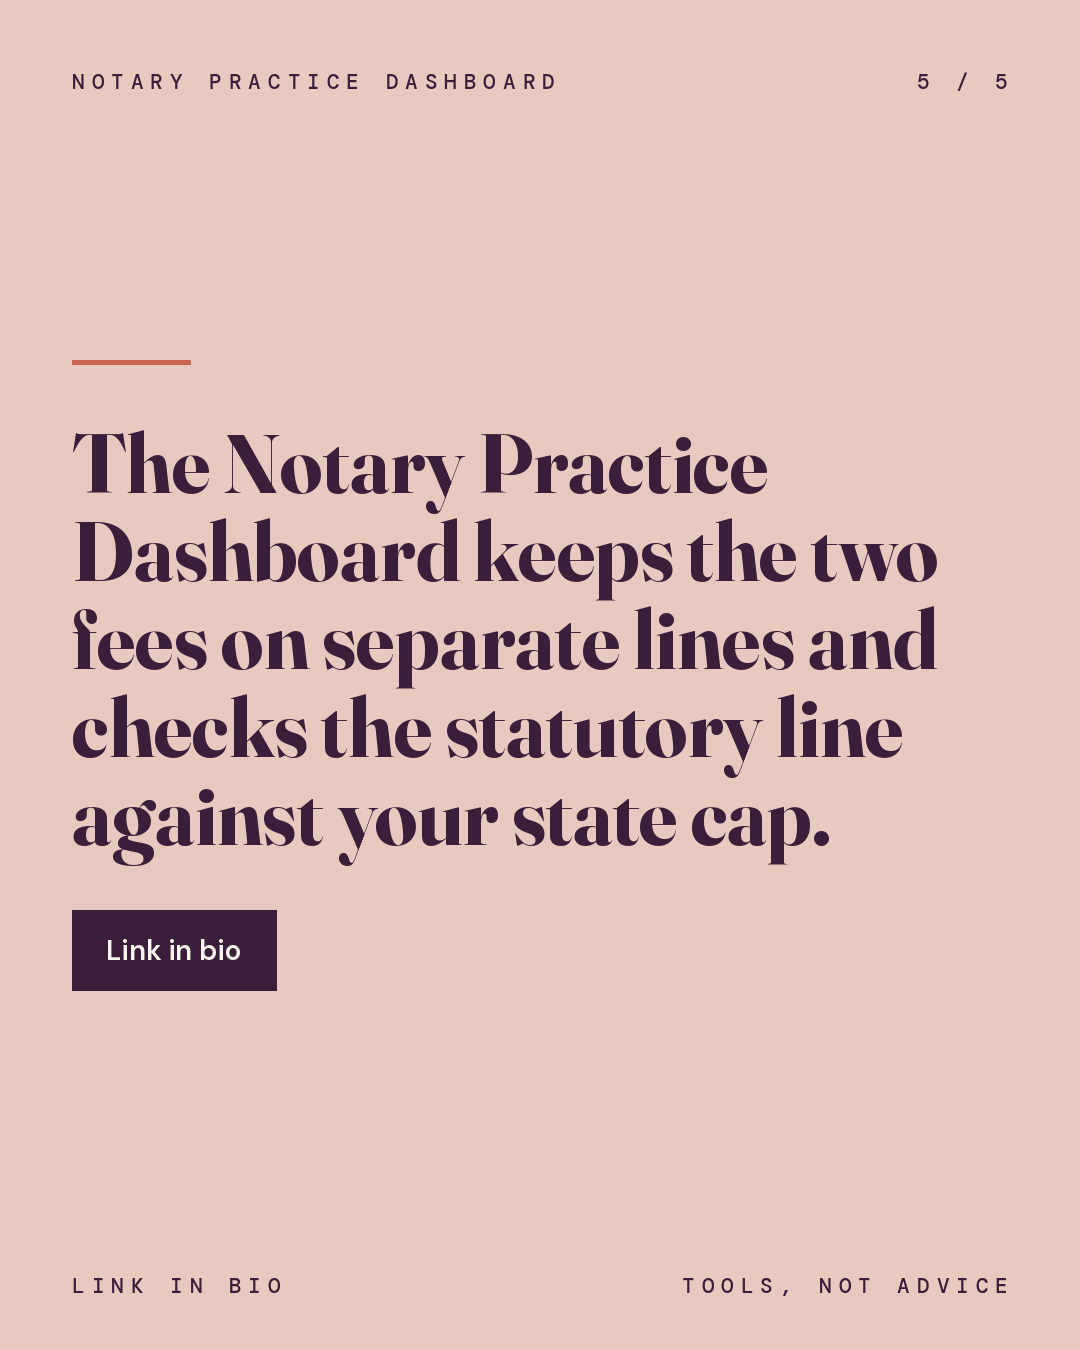 NOTARY PRACTICE DASHBOARD
5 / 5
The Notary Practice
Dashboard keeps the two
fees on separate lines and
checks the statutory line
against your state cap.
Link in bio
LINK IN BIO
TOOLS, NOT ADVICE